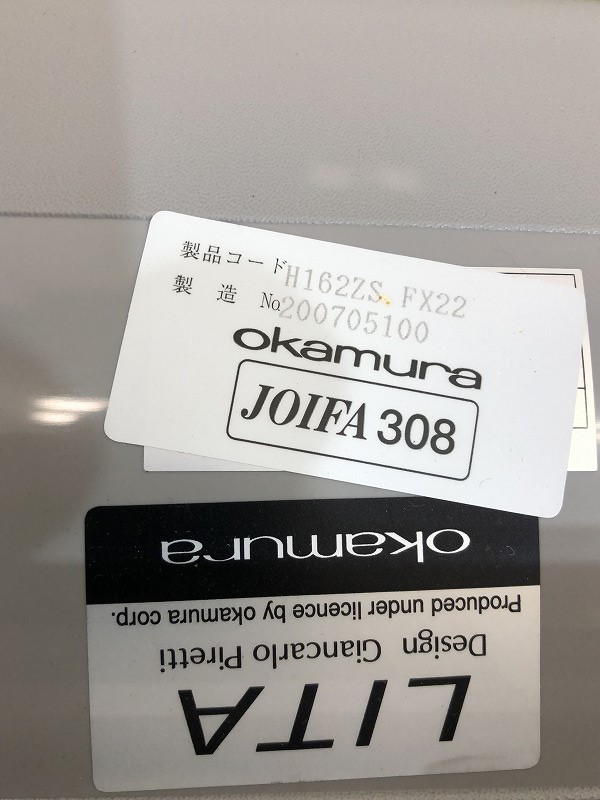 製品コード H162ZS FX22
製造 No. 200705100
okamura
JOIFA 308
LITA
Design Giancarlo Piretti
Produced under licence by okamura corp.
okamura